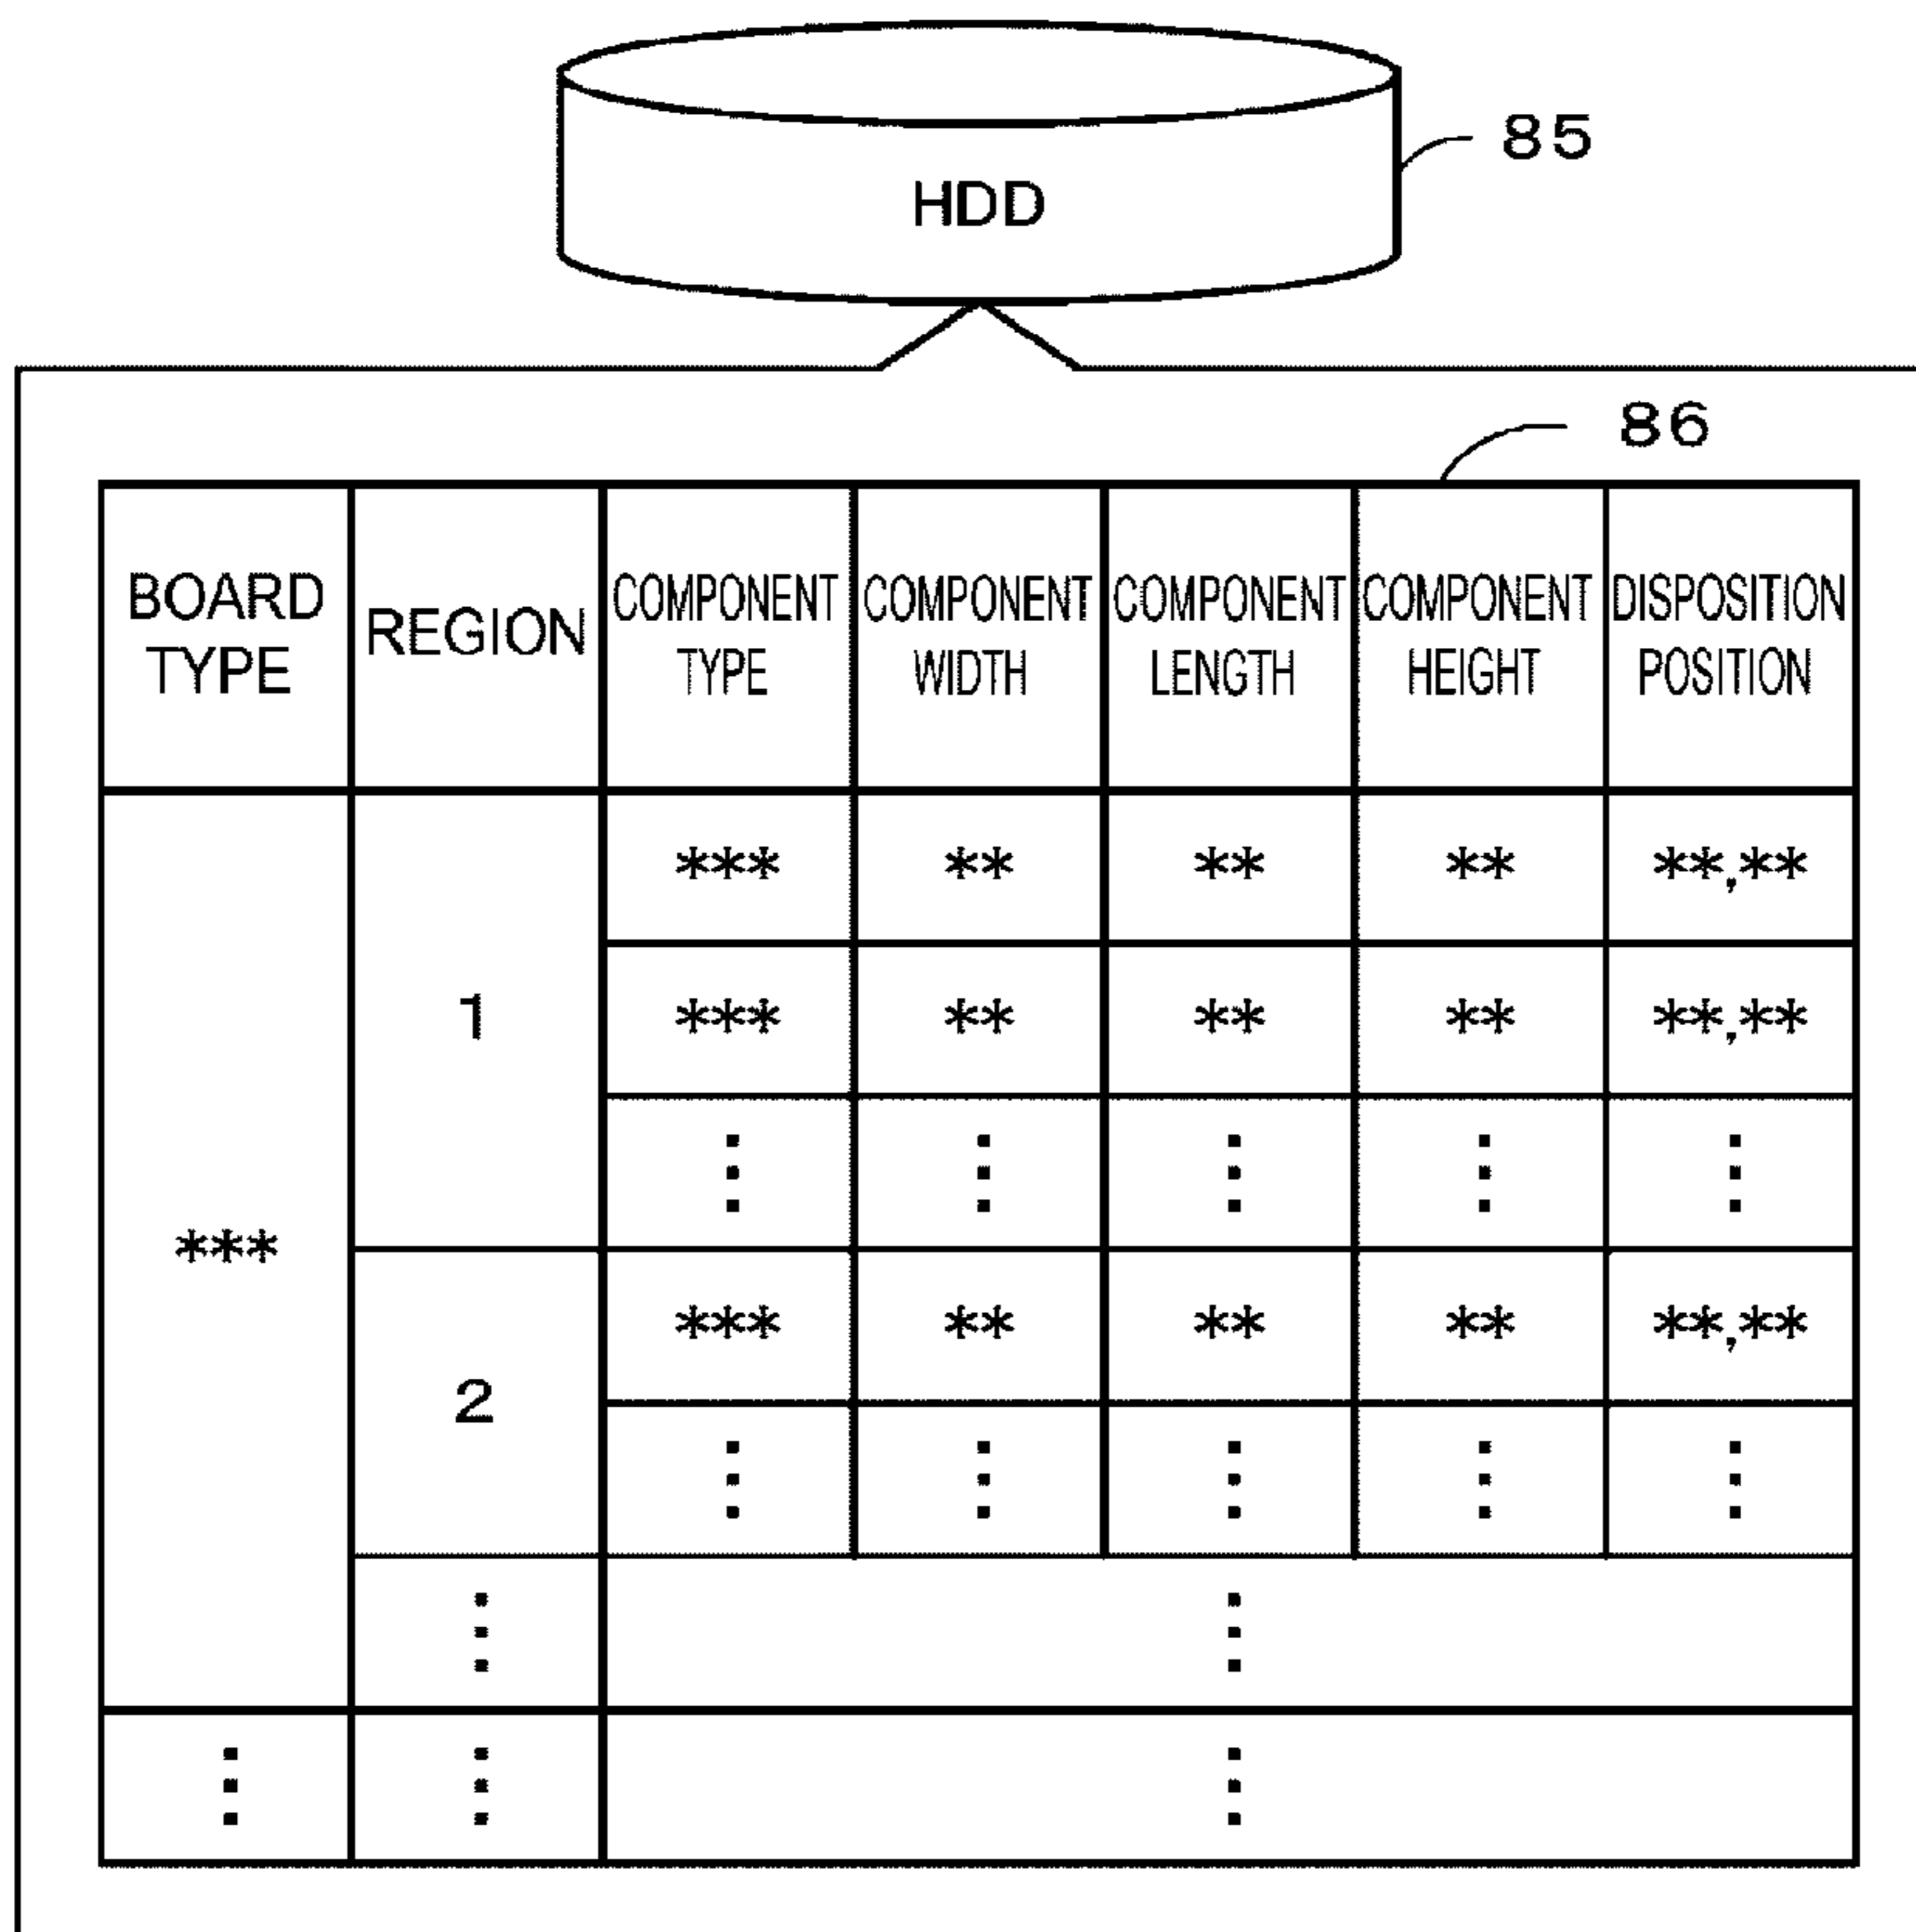 85
HDD
86
BOARD TYPE REGION COMPONENT TYPE COMPONENT WIDTH COMPONENT LENGTH COMPONENT HEIGHT DISPOSITION POSITION
*** ** ** ** **,**
1 *** ** ** ** **,**
⋮ ⋮ ⋮ ⋮ ⋮
***
*** ** ** ** **,**
2
⋮ ⋮ ⋮ ⋮ ⋮
⋮ ⋮
⋮ ⋮ ⋮